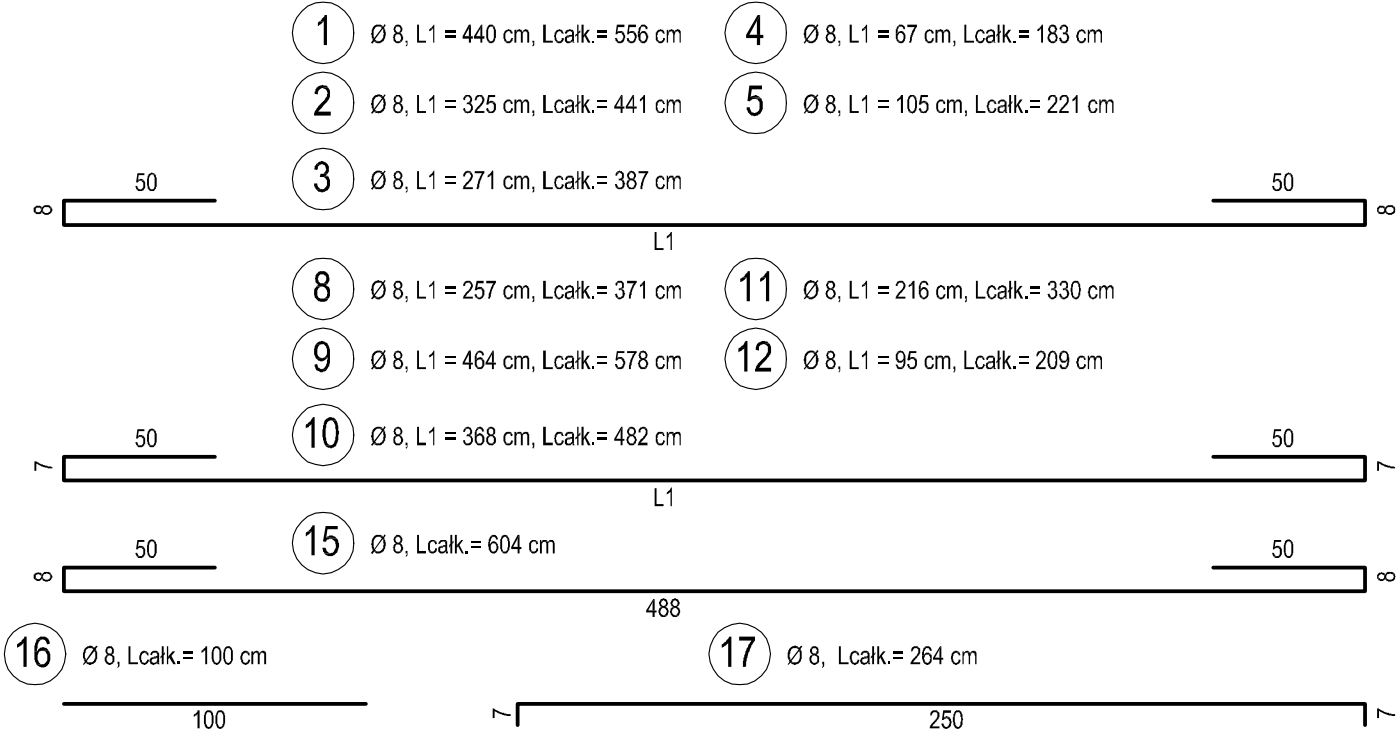 1 Ø 8, L1 = 440 cm, Lcałk.= 556 cm 4 Ø 8, L1 = 67 cm, Lcałk.= 183 cm
2 Ø 8, L1 = 325 cm, Lcałk.= 441 cm 5 Ø 8, L1 = 105 cm, Lcałk.= 221 cm
3 Ø 8, L1 = 271 cm, Lcałk.= 387 cm
50 50
8 8
L1
8 Ø 8, L1 = 257 cm, Lcałk.= 371 cm 11 Ø 8, L1 = 216 cm, Lcałk.= 330 cm
9 Ø 8, L1 = 464 cm, Lcałk.= 578 cm 12 Ø 8, L1 = 95 cm, Lcałk.= 209 cm
10 Ø 8, L1 = 368 cm, Lcałk.= 482 cm
50 50
7 7
L1
15 Ø 8, Lcałk.= 604 cm
50 50
8 8
488
16 Ø 8, Lcałk.= 100 cm 17 Ø 8, Lcałk.= 264 cm
100 7 250 7